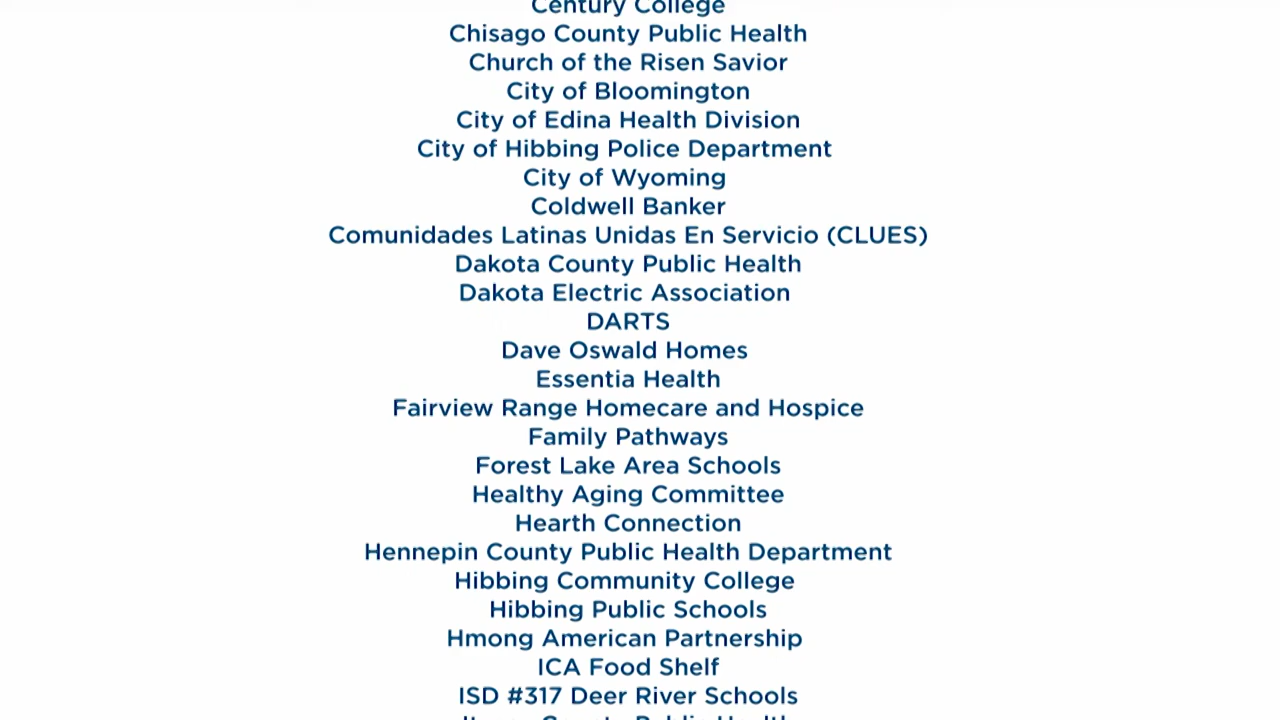 Century College
Chisago County Public Health
Church of the Risen Savior
City of Bloomington
City of Edina Health Division
City of Hibbing Police Department
City of Wyoming
Coldwell Banker
Comunidades Latinas Unidas En Servicio (CLUES)
Dakota County Public Health
Dakota Electric Association
DARTS
Dave Oswald Homes
Essentia Health
Fairview Range Homecare and Hospice
Family Pathways
Forest Lake Area Schools
Healthy Aging Committee
Hearth Connection
Hennepin County Public Health Department
Hibbing Community College
Hibbing Public Schools
Hmong American Partnership
ICA Food Shelf
ISD #317 Deer River Schools
County Public Health